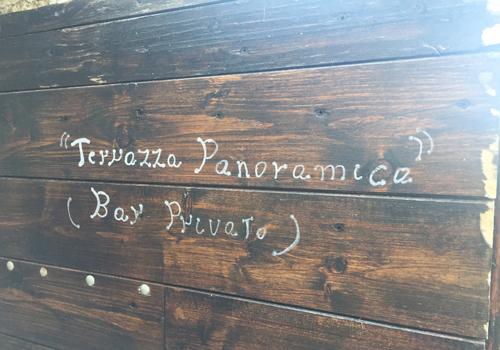 "Terrazza Panoramica"
(Bar Privato)